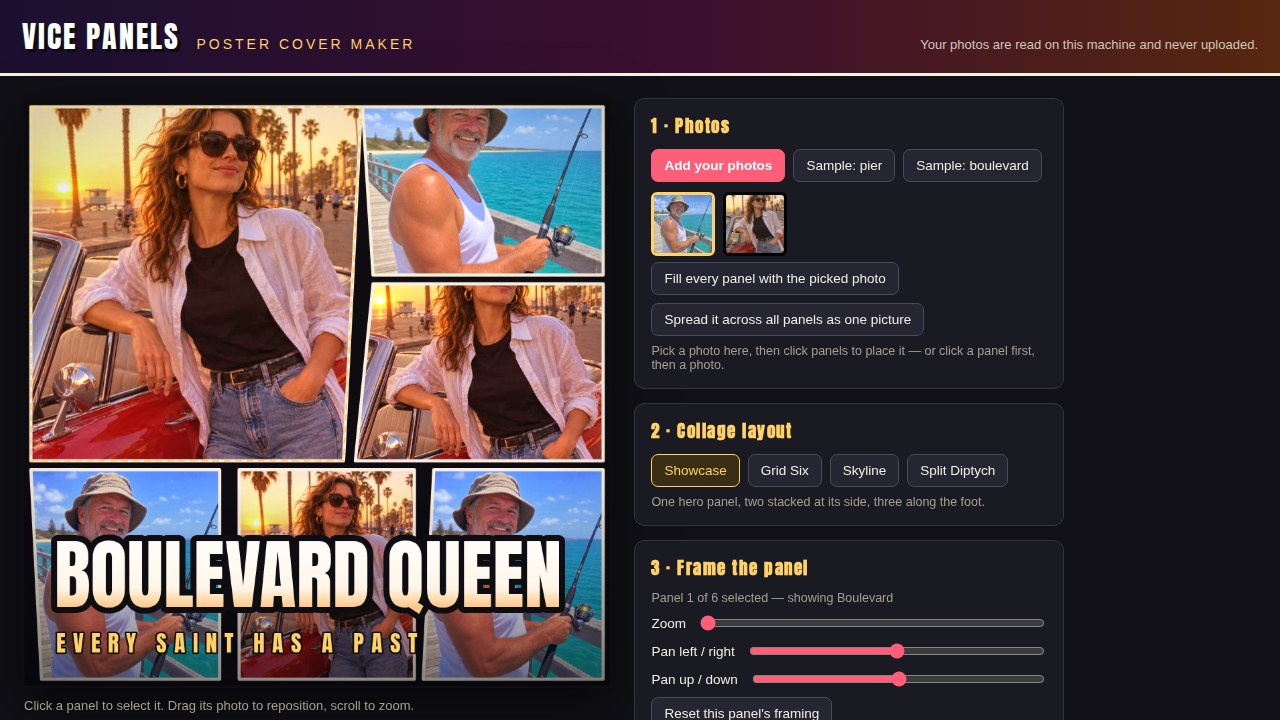 VICE PANELS POSTER COVER MAKER
Your photos are read on this machine and never uploaded.
BOULEVARD QUEEN
EVERY SAINT HAS A PAST
Click a panel to select it. Drag its photo to reposition, scroll to zoom.
1 · Photos
Add your photos Sample: pier Sample: boulevard
Fill every panel with the picked photo
Spread it across all panels as one picture
Pick a photo here, then click panels to place it — or click a panel first,
then a photo.
2 · Collage layout
Showcase Grid Six Skyline Split Diptych
One hero panel, two stacked at its side, three along the foot.
3 · Frame the panel
Panel 1 of 6 selected — showing Boulevard
Zoom
Pan left / right
Pan up / down
Reset this panel's framing